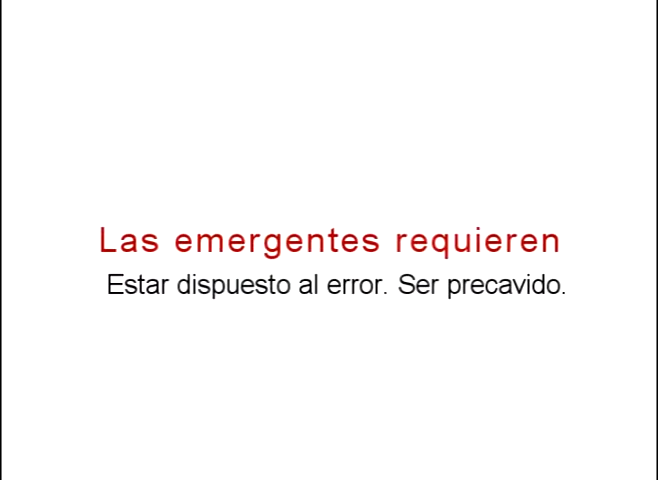 Las emergentes requieren
Estar dispuesto al error. Ser precavido.